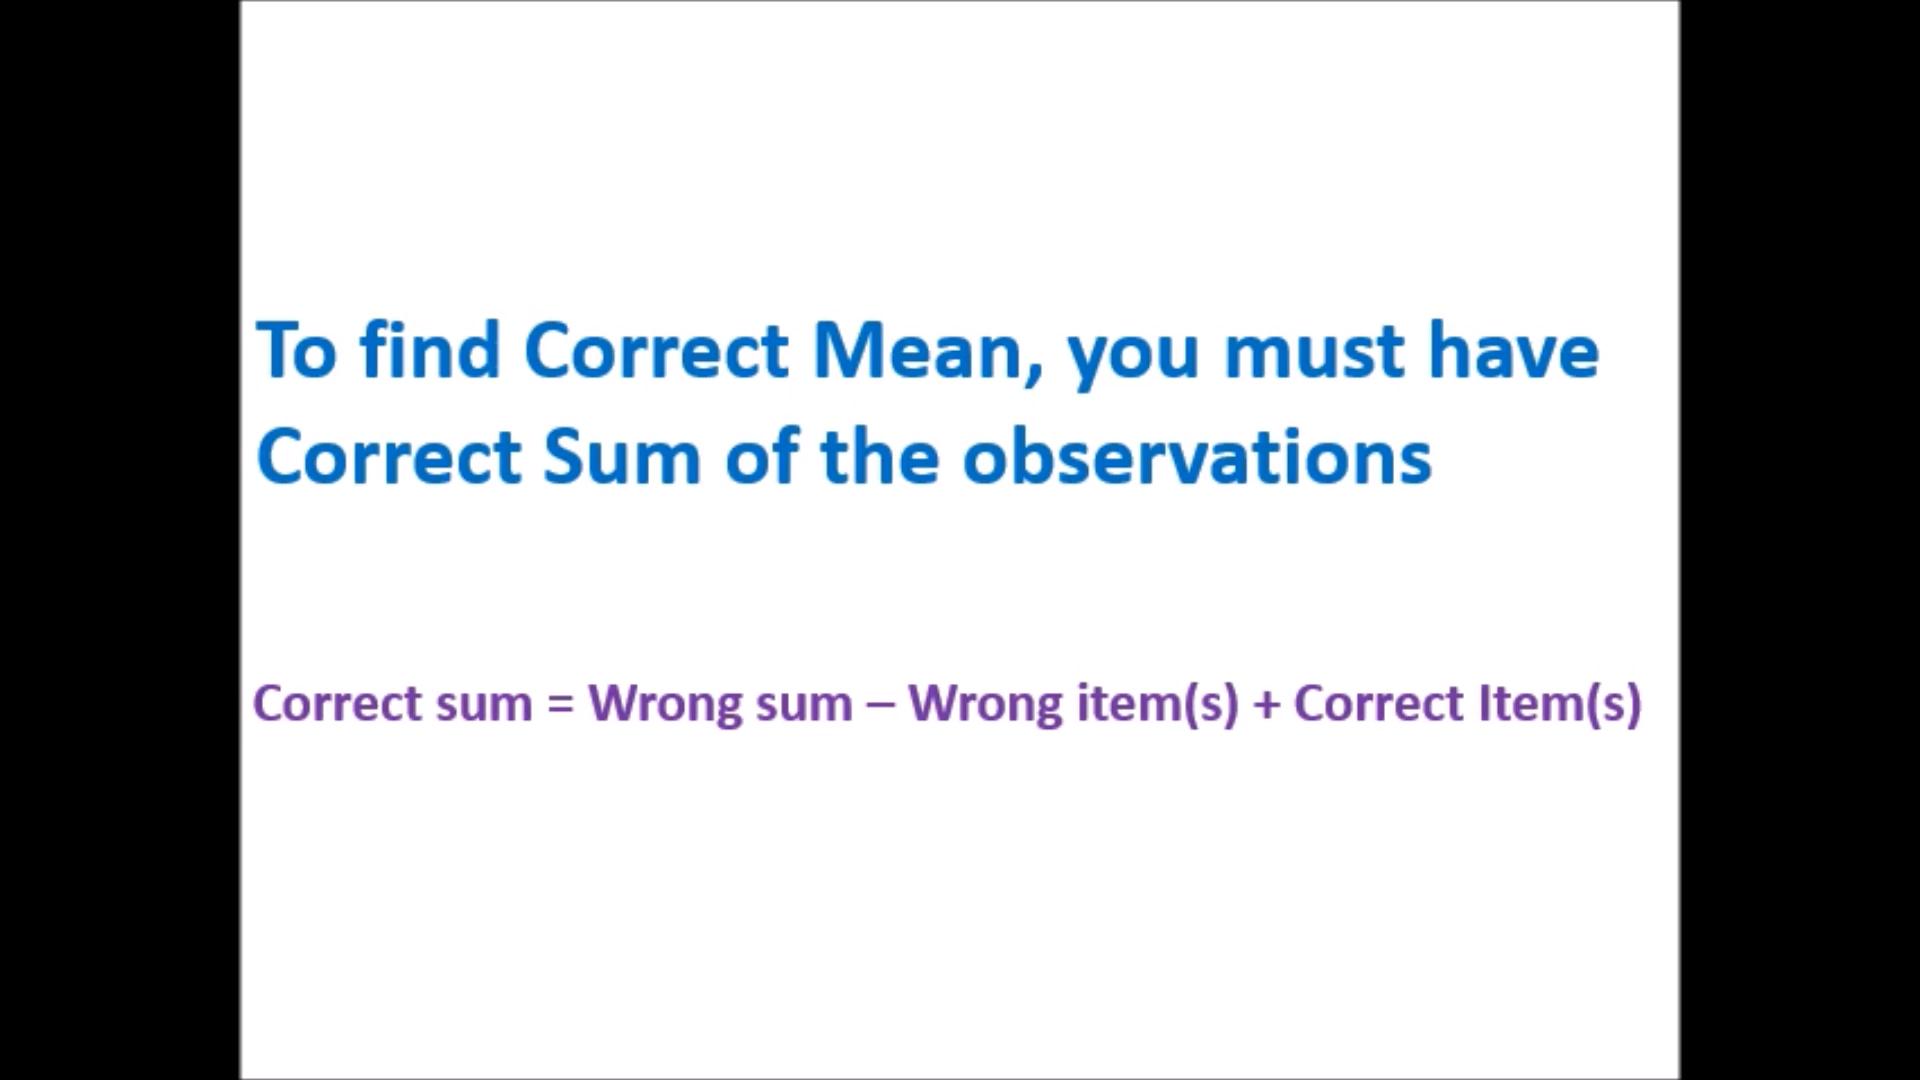 To find Correct Mean, you must have
Correct Sum of the observations
Correct sum = Wrong sum – Wrong item(s) + Correct Item(s)